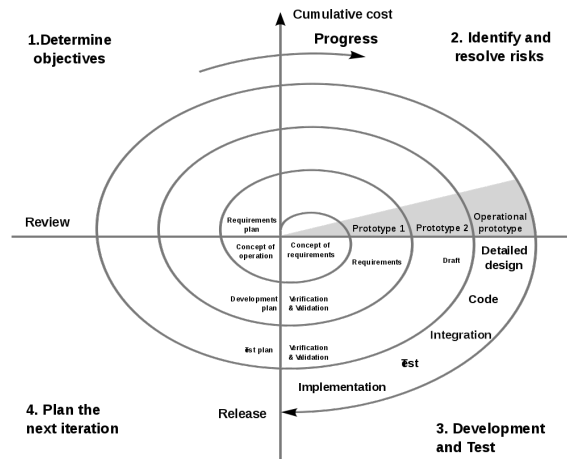 Cumulative cost
1.Determine
objectives
Progress
2. Identify and
resolve risks
Review
Requirements
plan
Prototype 1
Prototype 2
Operational
prototype
Concept of
operation
Concept of
requirements
Requirements
Draft
Detailed
design
Development
plan
Verification
& Validation
Code
Integration
Test plan
Verification
& Validation
Test
Implementation
Release
4. Plan the
next iteration
3. Development
and Test